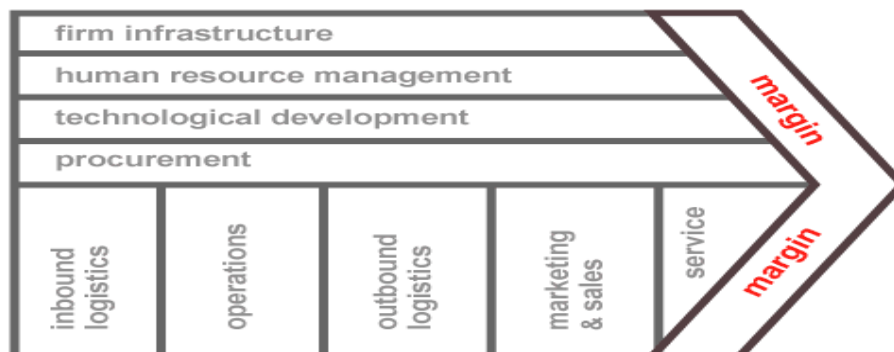 firm infrastructure
human resource management
technological development
procurement
inbound
logistics
operations
outbound
logistics
marketing
& sales
service
margin
margin